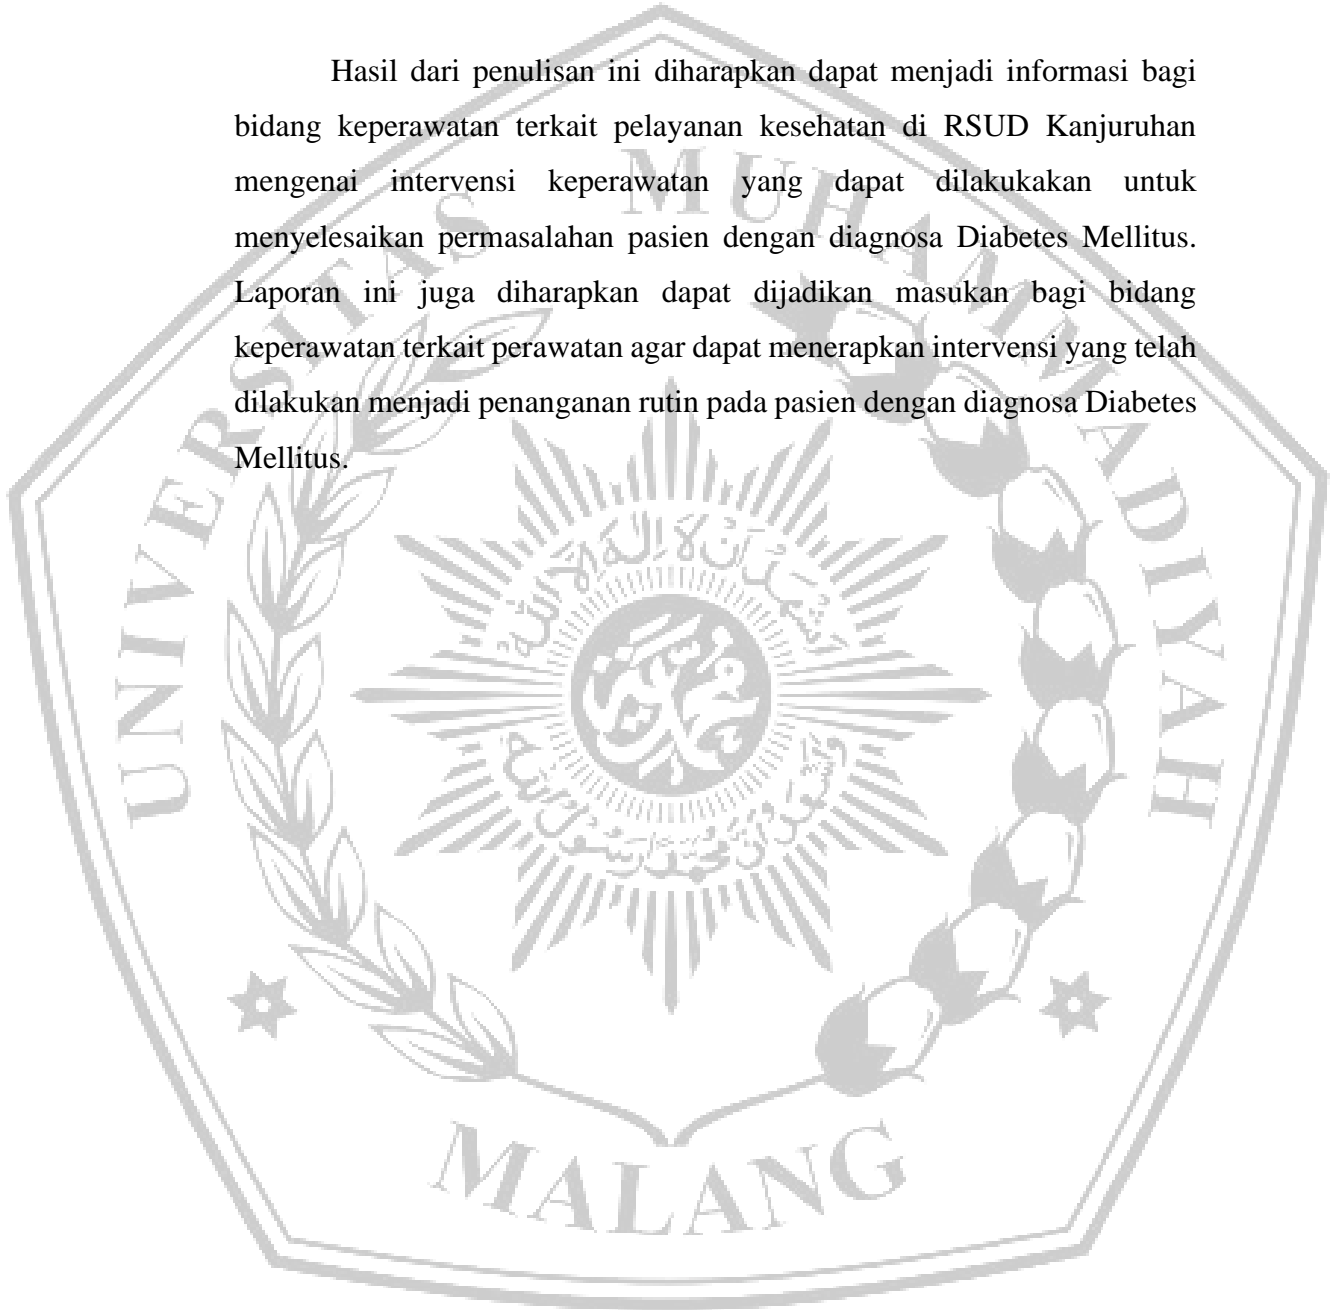 Hasil dari penulisan ini diharapkan dapat menjadi informasi bagi
bidang keperawatan terkait pelayanan kesehatan di RSUD Kanjuruhan
mengenai intervensi keperawatan yang dapat dilakukakan untuk
menyelesaikan permasalahan pasien dengan diagnosa Diabetes Mellitus.
Laporan ini juga diharapkan dapat dijadikan masukan bagi bidang
keperawatan terkait perawatan agar dapat menerapkan intervensi yang telah
dilakukan menjadi penanganan rutin pada pasien dengan diagnosa Diabetes
Mellitus.
UNIVERSITAS MUHAMMADIYAH
MALANG